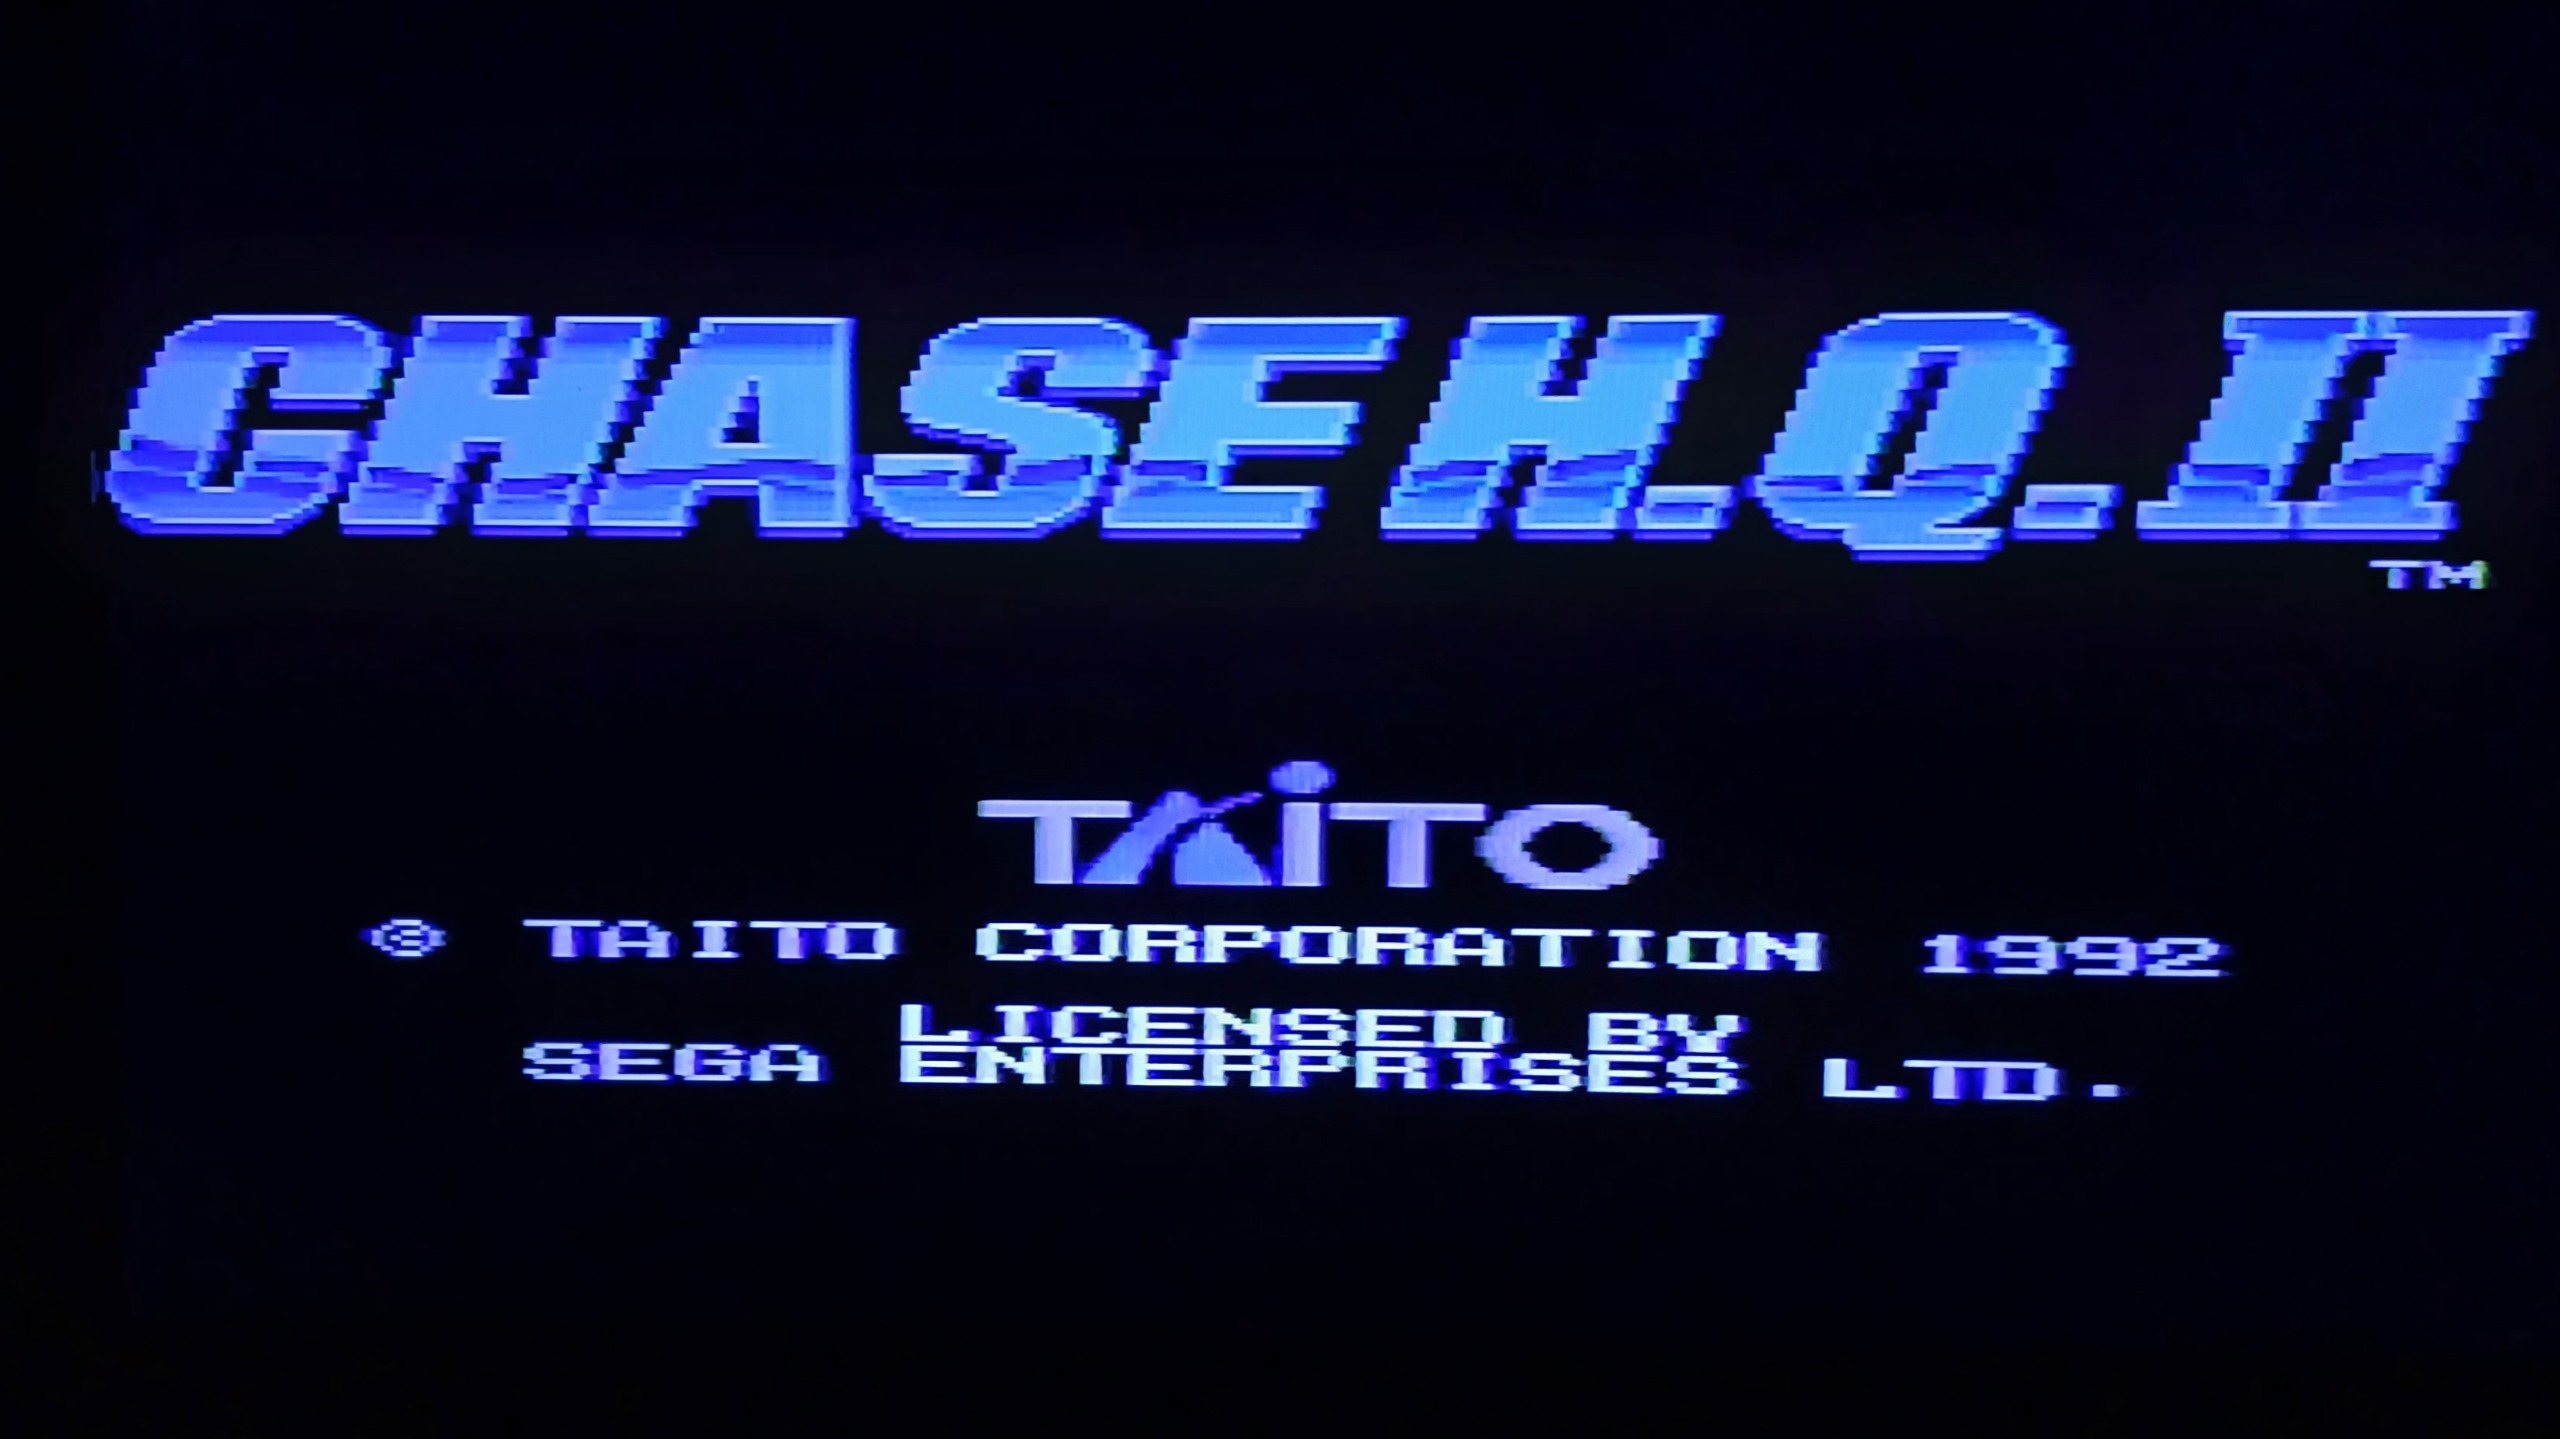 CHASE H.Q. II
TM
TAiTO
© TAITO CORPORATION 1992
LICENSED BY
SEGA ENTERPRISES LTD.